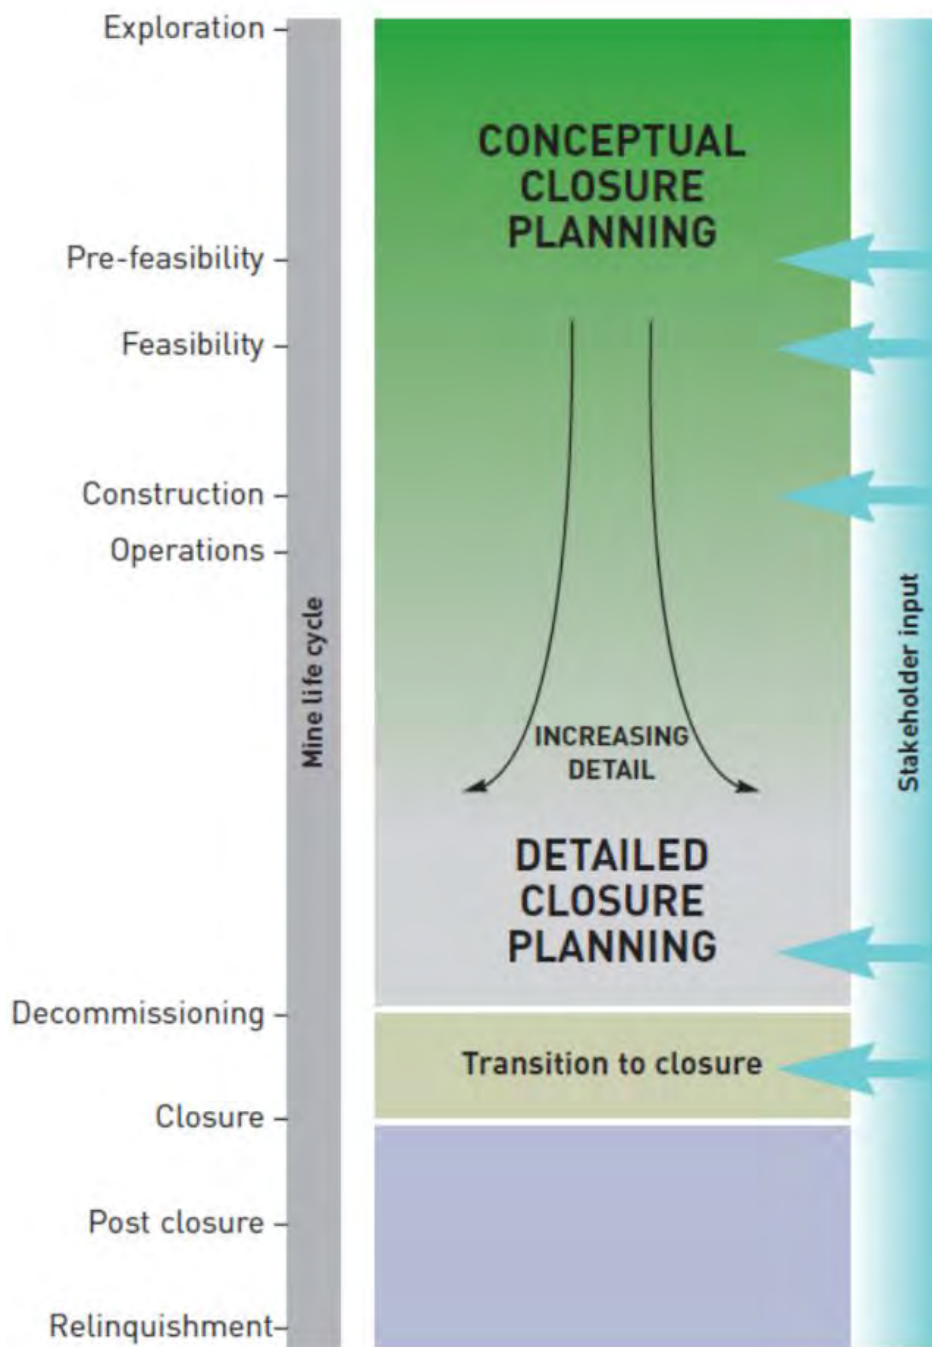 Exploration
CONCEPTUAL
CLOSURE
PLANNING
Pre-feasibility
Feasibility
Construction
Operations
Mine life cycle
Stakeholder input
INCREASING
DETAIL
DETAILED
CLOSURE
PLANNING
Decommissioning
Transition to closure
Closure
Post closure
Relinquishment